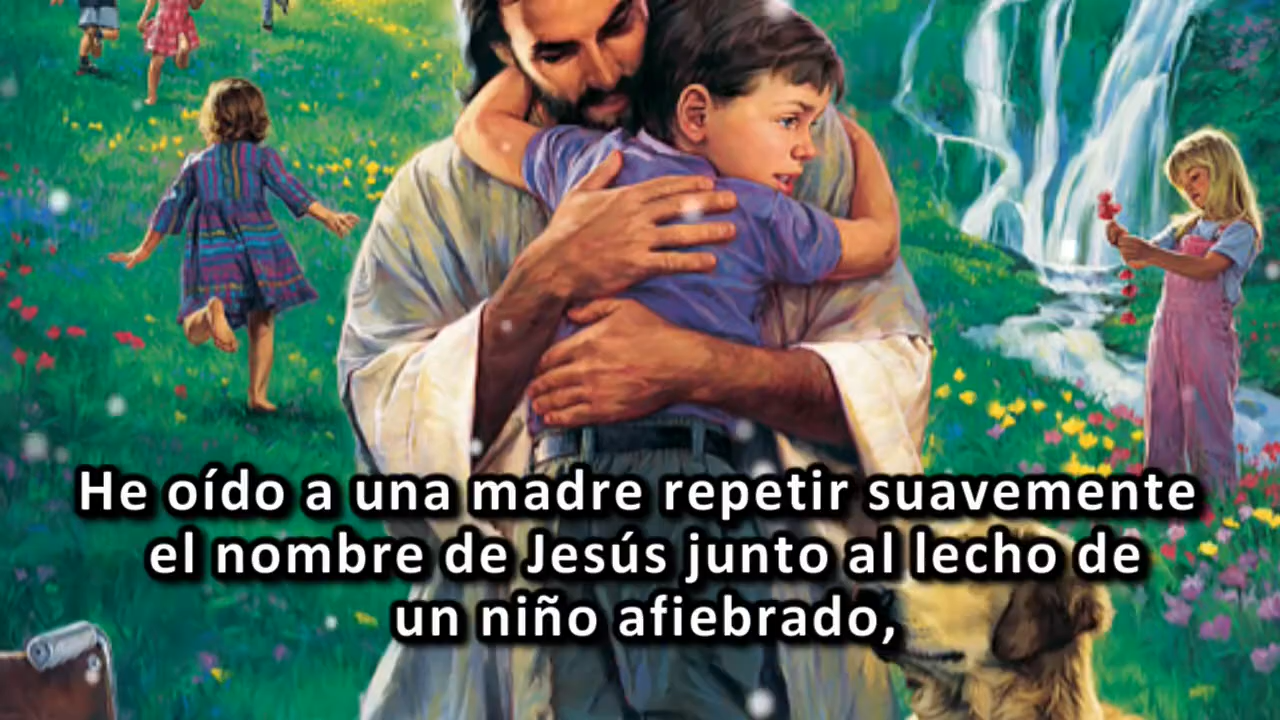 He oído a una madre repetir suavemente
el nombre de Jesús junto al lecho de
un niño afiebrado,